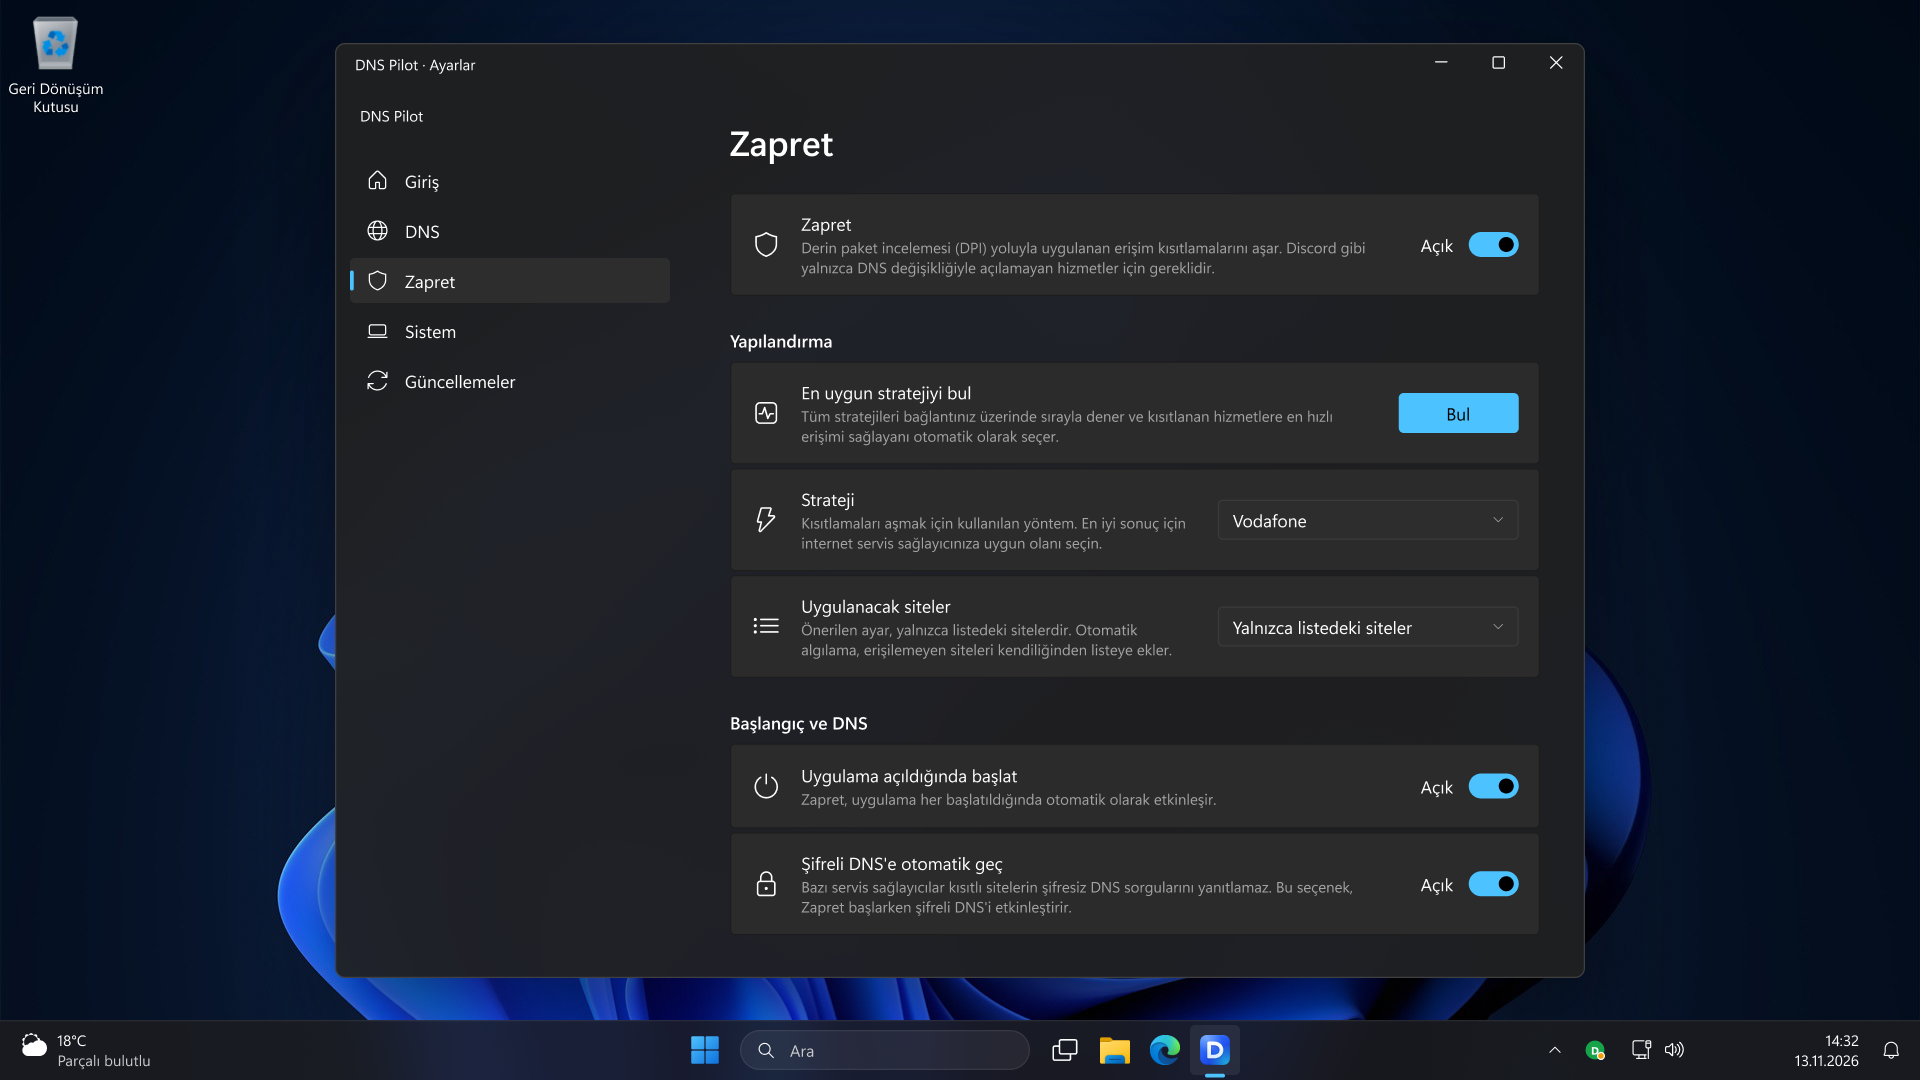 Geri Dönüşüm
Kutusu
DNS Pilot · Ayarlar
DNS Pilot
Giriş
DNS
Zapret
Sistem
Güncellemeler
Zapret
Zapret
Derin paket incelemesi (DPI) yoluyla uygulanan erişim kısıtlamalarını aşar. Discord gibi
yalnızca DNS değişikliğiyle açılamayan hizmetler için gereklidir.
Açık
Yapılandırma
En uygun stratejiyi bul
Tüm stratejileri bağlantınız üzerinde sırayla dener ve kısıtlanan hizmetlere en hızlı
erişimi sağlayanı otomatik olarak seçer.
Bul
Strateji
Kısıtlamaları aşmak için kullanılan yöntem. En iyi sonuç için
internet servis sağlayıcınıza uygun olanı seçin.
Vodafone
Uygulanacak siteler
Önerilen ayar, yalnızca listedeki sitelerdir. Otomatik
algılama, erişilemeyen siteleri kendiliğinden listeye ekler.
Yalnızca listedeki siteler
Başlangıç ve DNS
Uygulama açıldığında başlat
Zapret, uygulama her başlatıldığında otomatik olarak etkinleşir.
Açık
Şifreli DNS'e otomatik geç
Bazı servis sağlayıcılar kısıtlı sitelerin şifresiz DNS sorgularını yanıtlamaz. Bu seçenek,
Zapret başlarken şifreli DNS'i etkinleştirir.
Açık
18°C
Parçalı bulutlu
Ara
D
D
14:32
13.11.2026